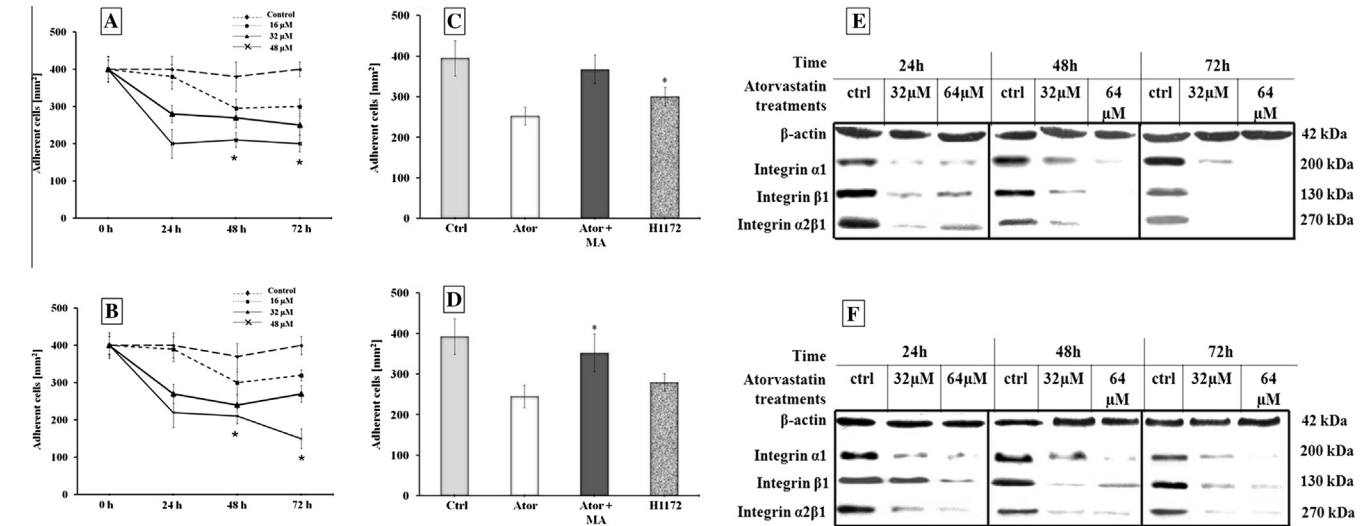 A
Control
16 µM
32 µM
48 µM
Adherent cells [mm²]
500
400
300
200
100
0
0 h
24 h
48 h
72 h
*
*
B
Control
16 µM
32 µM
48 µM
Adherent cells [mm²]
500
400
300
200
100
0
0 h
24 h
48 h
72 h
*
*
C
Adherent cells [mm²]
500
400
300
200
100
0
*
Ctrl
Ator
Ator +
MA
H1172
D
Adherent cells [mm²]
500
400
300
200
100
0
*
Ctrl
Ator
Ator +
MA
H1172
E
Time 24h 48h 72h
Atorvastatin
treatments
ctrl 32µM 64µM ctrl 32µM 64
µM
ctrl 32µM 64
µM
β-actin 42 kDa
Integrin α1 200 kDa
Integrin β1 130 kDa
Integrin α2β1 270 kDa
F
Time 24h 48h 72h
Atorvastatin
treatments
ctrl 32µM 64µM ctrl 32µM 64
µM
ctrl 32µM 64
µM
β-actin 42 kDa
Integrin α1 200 kDa
Integrin β1 130 kDa
Integrin α2β1 270 kDa